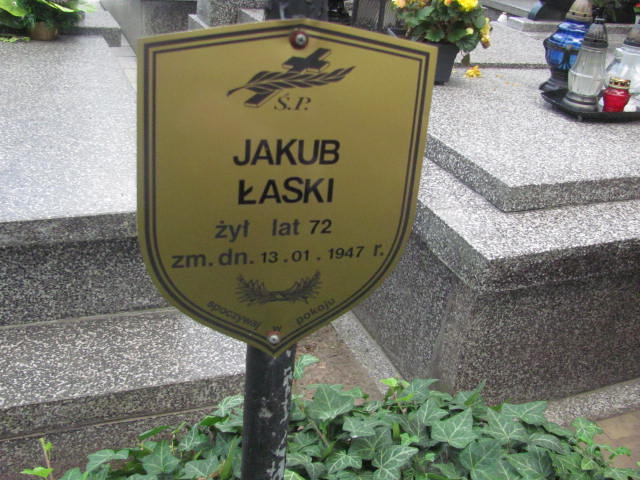 Ś.P.
JAKUB
ŁASKI
żył lat 72
zm. dn. 13.01.1947 r.
spoczywaj w pokoju